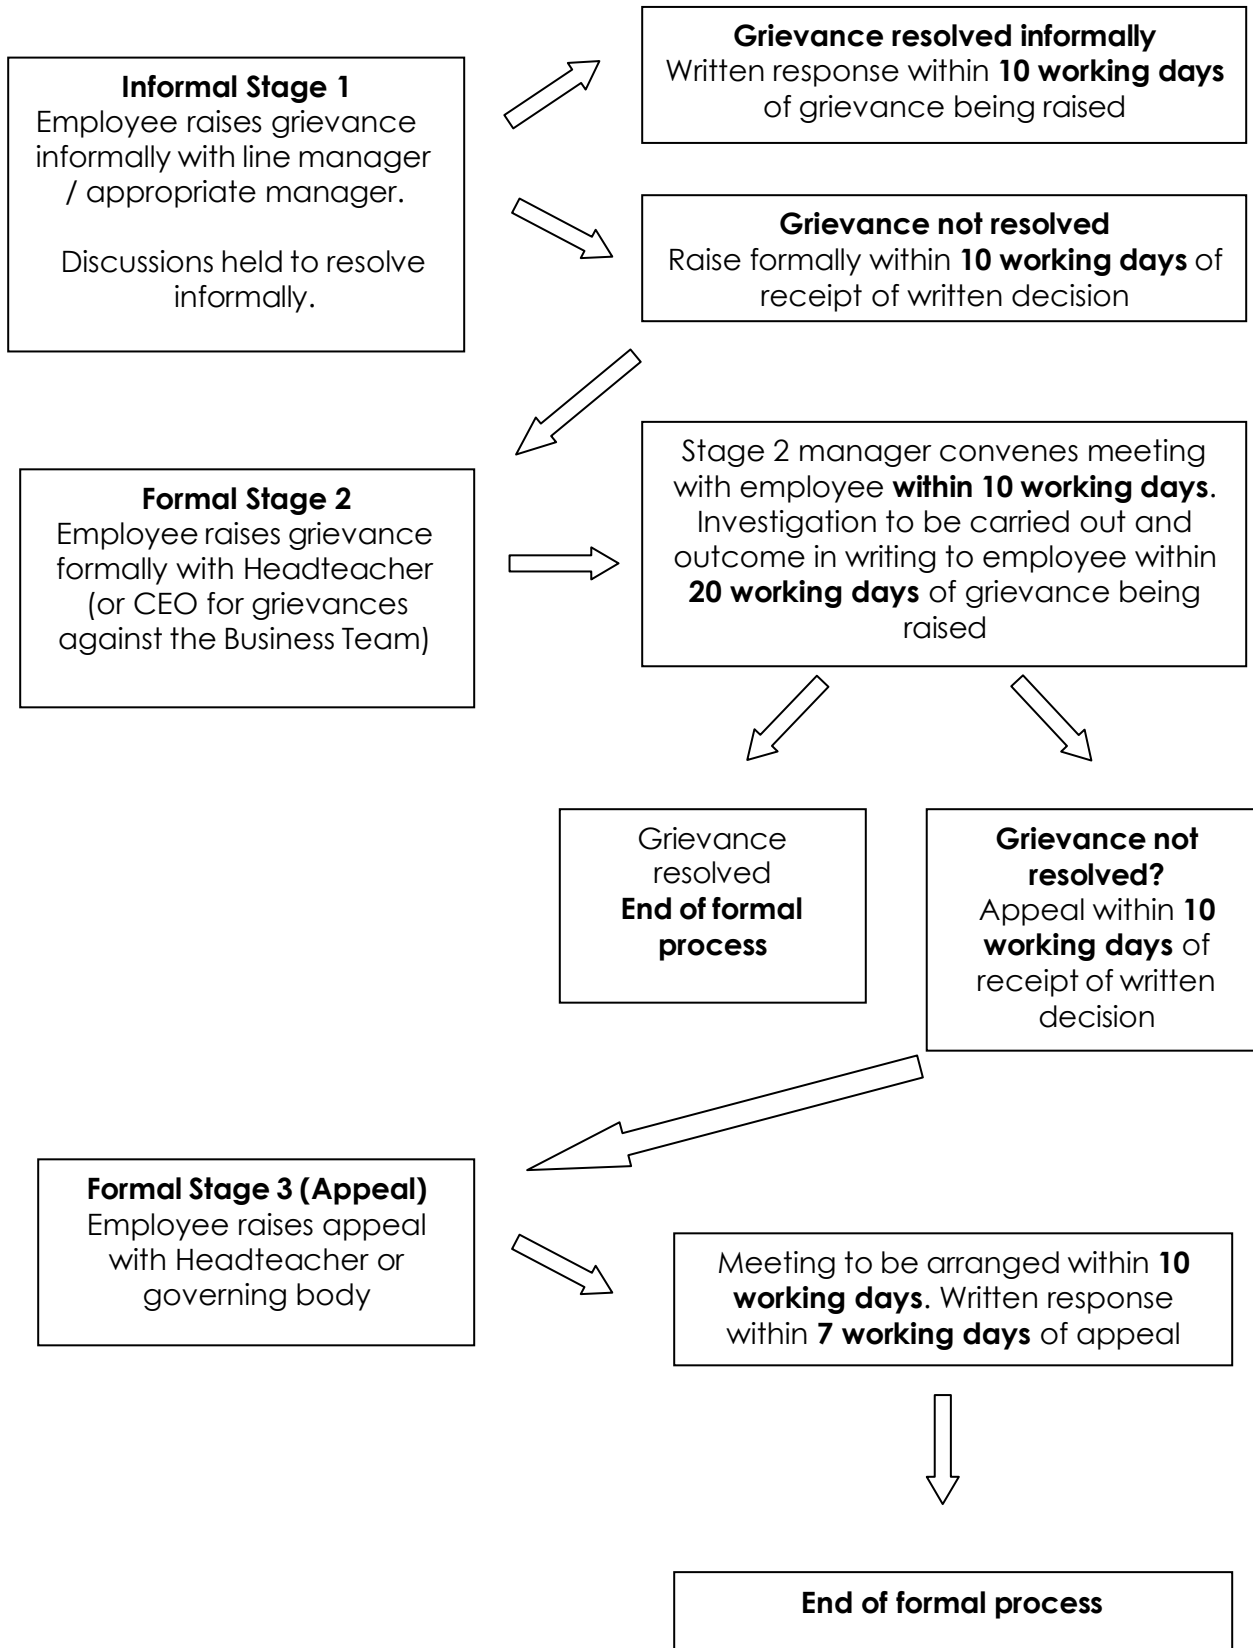 Informal Stage 1
Employee raises grievance
informally with line manager
/ appropriate manager.
Discussions held to resolve
informally.
Grievance resolved informally
Written response within 10 working days
of grievance being raised
Grievance not resolved
Raise formally within 10 working days of
receipt of written decision
Formal Stage 2
Employee raises grievance
formally with Headteacher
(or CEO for grievances
against the Business Team)
Stage 2 manager convenes meeting
with employee within 10 working days.
Investigation to be carried out and
outcome in writing to employee within
20 working days of grievance being
raised
Grievance
resolved
End of formal
process
Grievance not
resolved?
Appeal within 10
working days of
receipt of written
decision
Formal Stage 3 (Appeal)
Employee raises appeal
with Headteacher or
governing body
Meeting to be arranged within 10
working days. Written response
within 7 working days of appeal
End of formal process